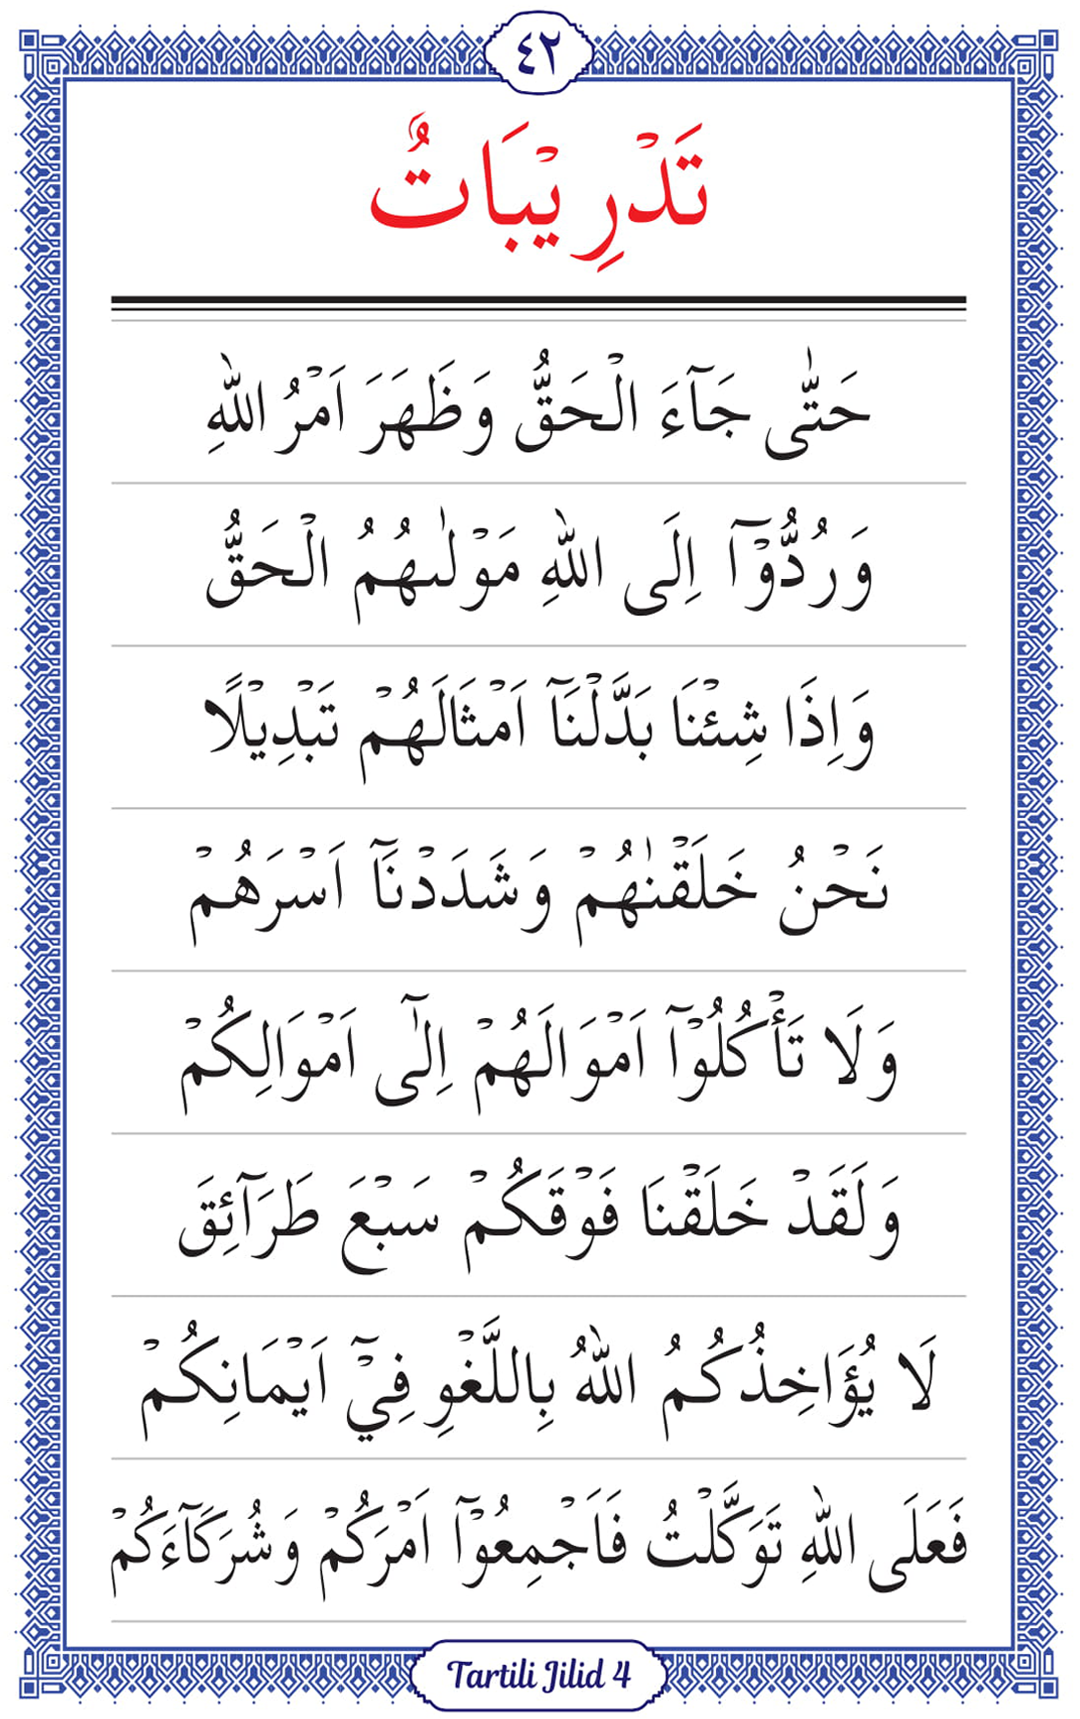 ٤٢
تَدْرِيْبَاتٌ
حَتّٰى جَآءَ الْحَقُّ وَظَهَرَ اَمْرُ اللّٰهِ
وَرُدُّوْٓا اِلَى اللّٰهِ مَوْلٰىهُمُ الْحَقُّ
وَاِذَا شِئْنَا بَدَّلْنَآ اَمْثَالَهُمْ تَبْدِيْلًا
نَحْنُ خَلَقْنٰهُمْ وَشَدَدْنَآ اَسْرَهُمْ
وَلَا تَأْكُلُوْٓا اَمْوَالَهُمْ اِلٰٓى اَمْوَالِكُمْ
وَلَقَدْ خَلَقْنَا فَوْقَكُمْ سَبْعَ طَرَآئِقَ
لَا يُؤَاخِذُكُمُ اللّٰهُ بِاللَّغْوِ فِيْٓ اَيْمَانِكُمْ
فَعَلَى اللّٰهِ تَوَكَّلْتُ فَاَجْمِعُوْٓا اَمْرَكُمْ وَشُرَكَآءَكُمْ
Tartili Jilid 4